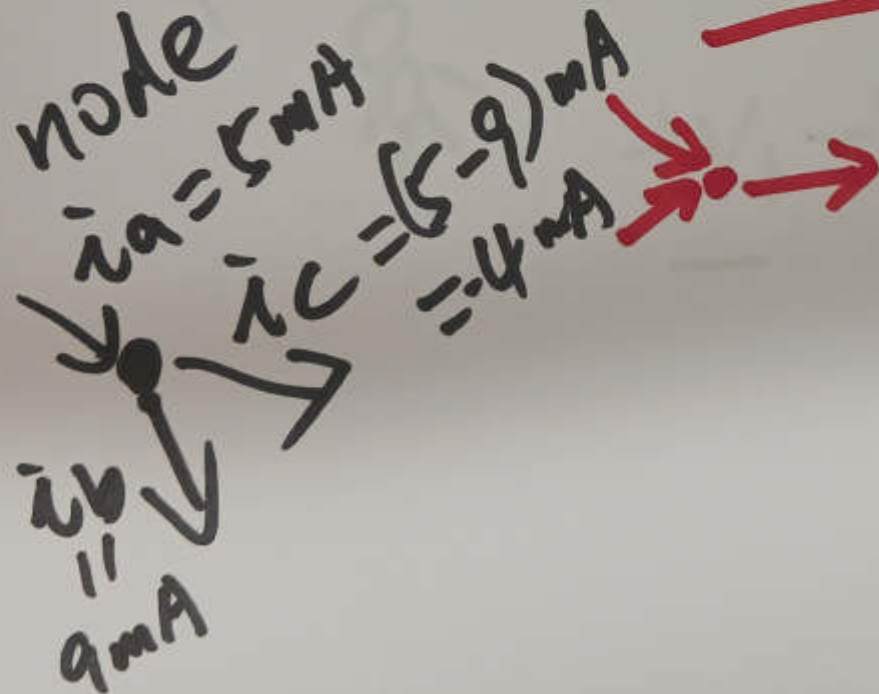 node
ia = 5mA
ic = (5-9)mA
= -4mA
ib
=
9mA